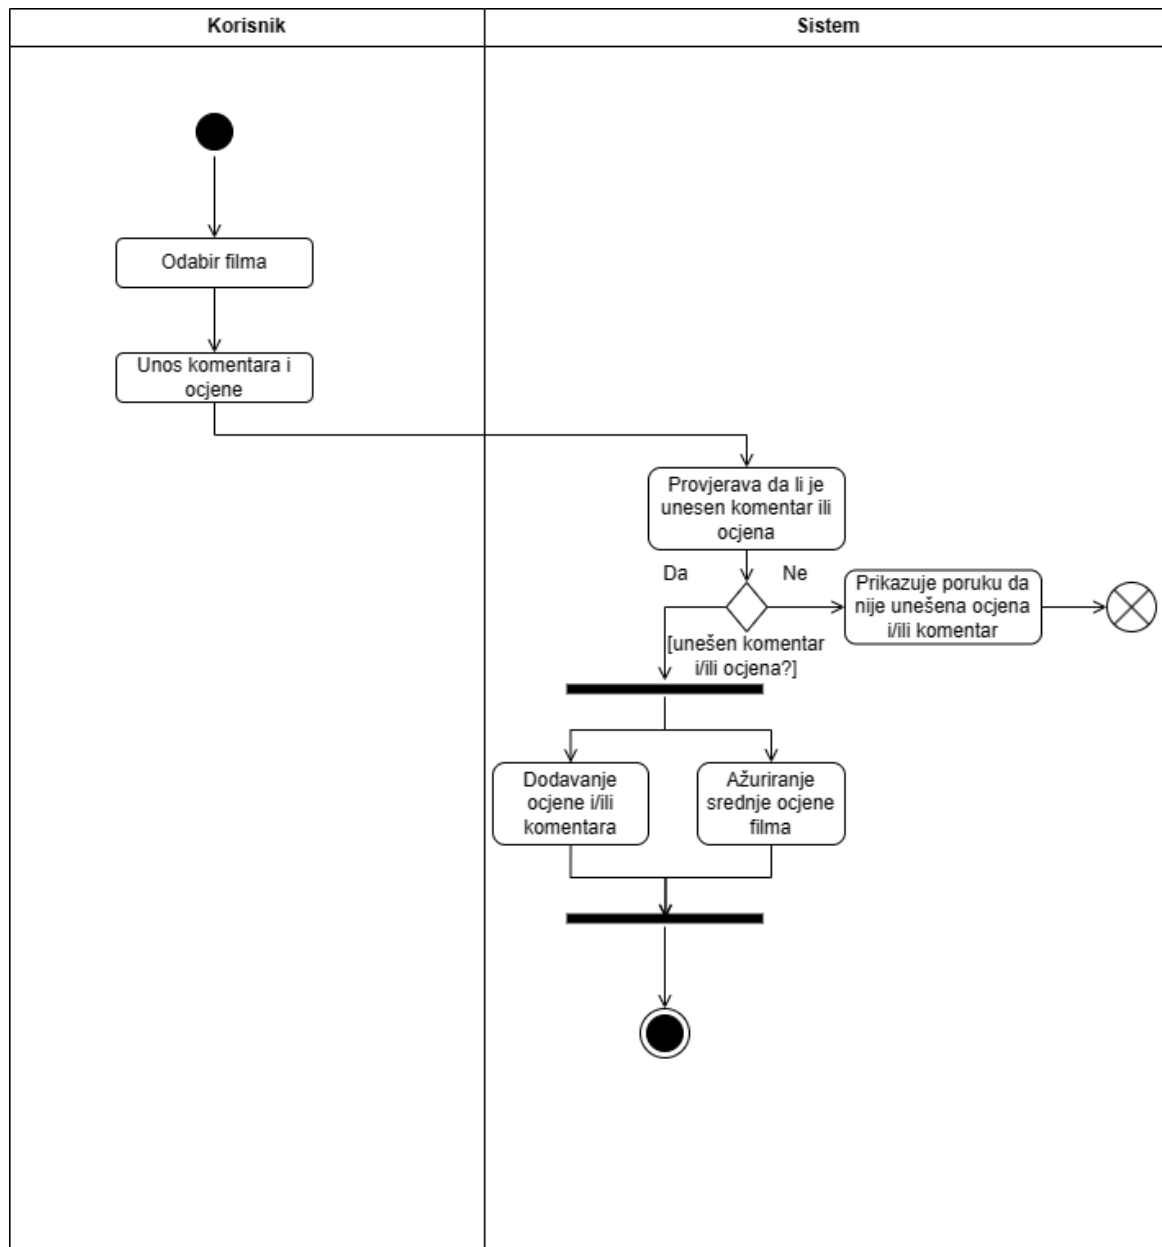 Korisnik
Sistem
Odabir filma
Unos komentara i
ocjene
Provjerava da li je
unesen komentar ili
ocjena
Da
Ne
Prikazuje poruku da
nije unešena ocjena
i/ili komentar
[unešen komentar
i/ili ocjena?]
Dodavanje
ocjene i/ili
komentara
Ažuriranje
srednje ocjene
filma